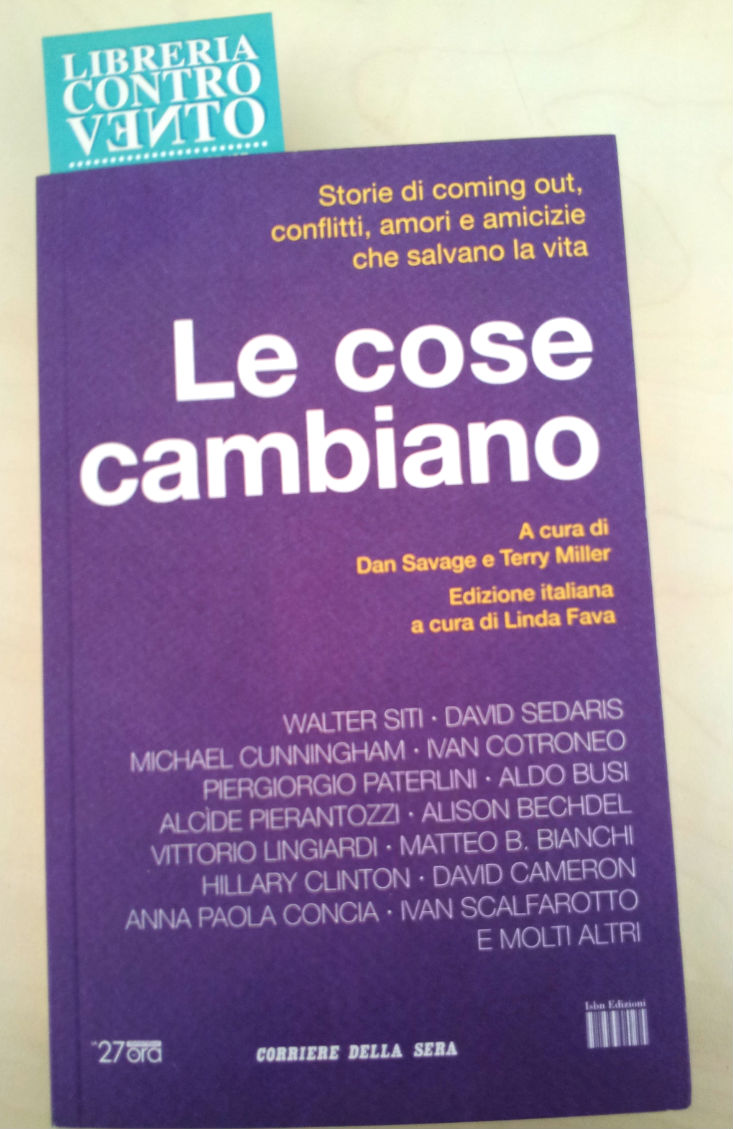 LIBRERIA
CONTRO
VENTO
Storie di coming out,
conflitti, amori e amicizie
che salvano la vita
Le cose
cambiano
A cura di
Dan Savage e Terry Miller
Edizione italiana
a cura di Linda Fava
WALTER SITI · DAVID SEDARIS
MICHAEL CUNNINGHAM · IVAN COTRONEO
PIERGIORGIO PATERLINI · ALDO BUSI
ALCÌDE PIERANTOZZI · ALISON BECHDEL
VITTORIO LINGIARDI · MATTEO B. BIANCHI
HILLARY CLINTON · DAVID CAMERON
ANNA PAOLA CONCIA · IVAN SCALFAROTTO
E MOLTI ALTRI
Isbn Edizioni
La 27ora
CORRIERE DELLA SERA